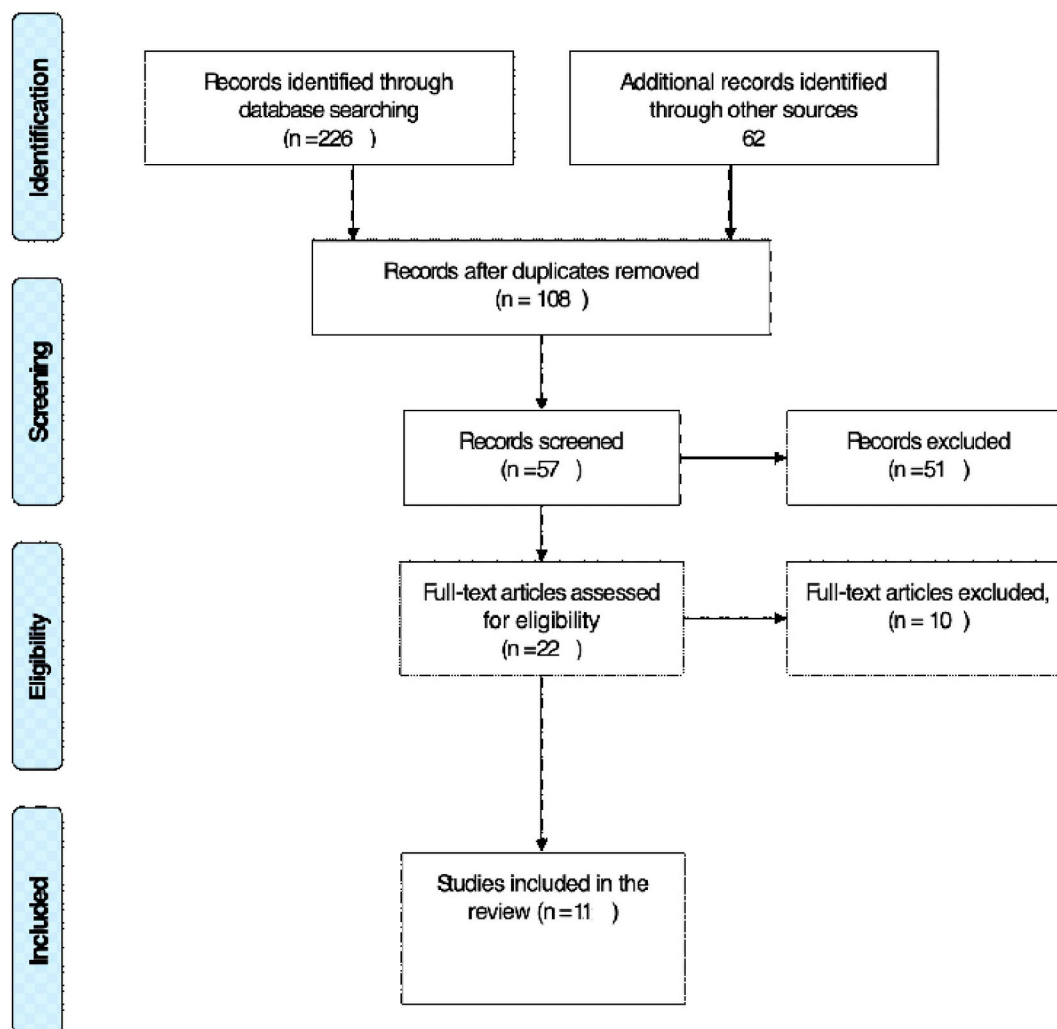 Identification
Records identified through
database searching
(n =226 )
Additional records identified
through other sources
62
Records after duplicates removed
(n = 108 )
Screening
Records screened
(n =57 )
Records excluded
(n =51 )
Eligibility
Full-text articles assessed
for eligibility
(n =22 )
Full-text articles excluded,
(n = 10 )
Included
Studies included in the
review (n =11 )